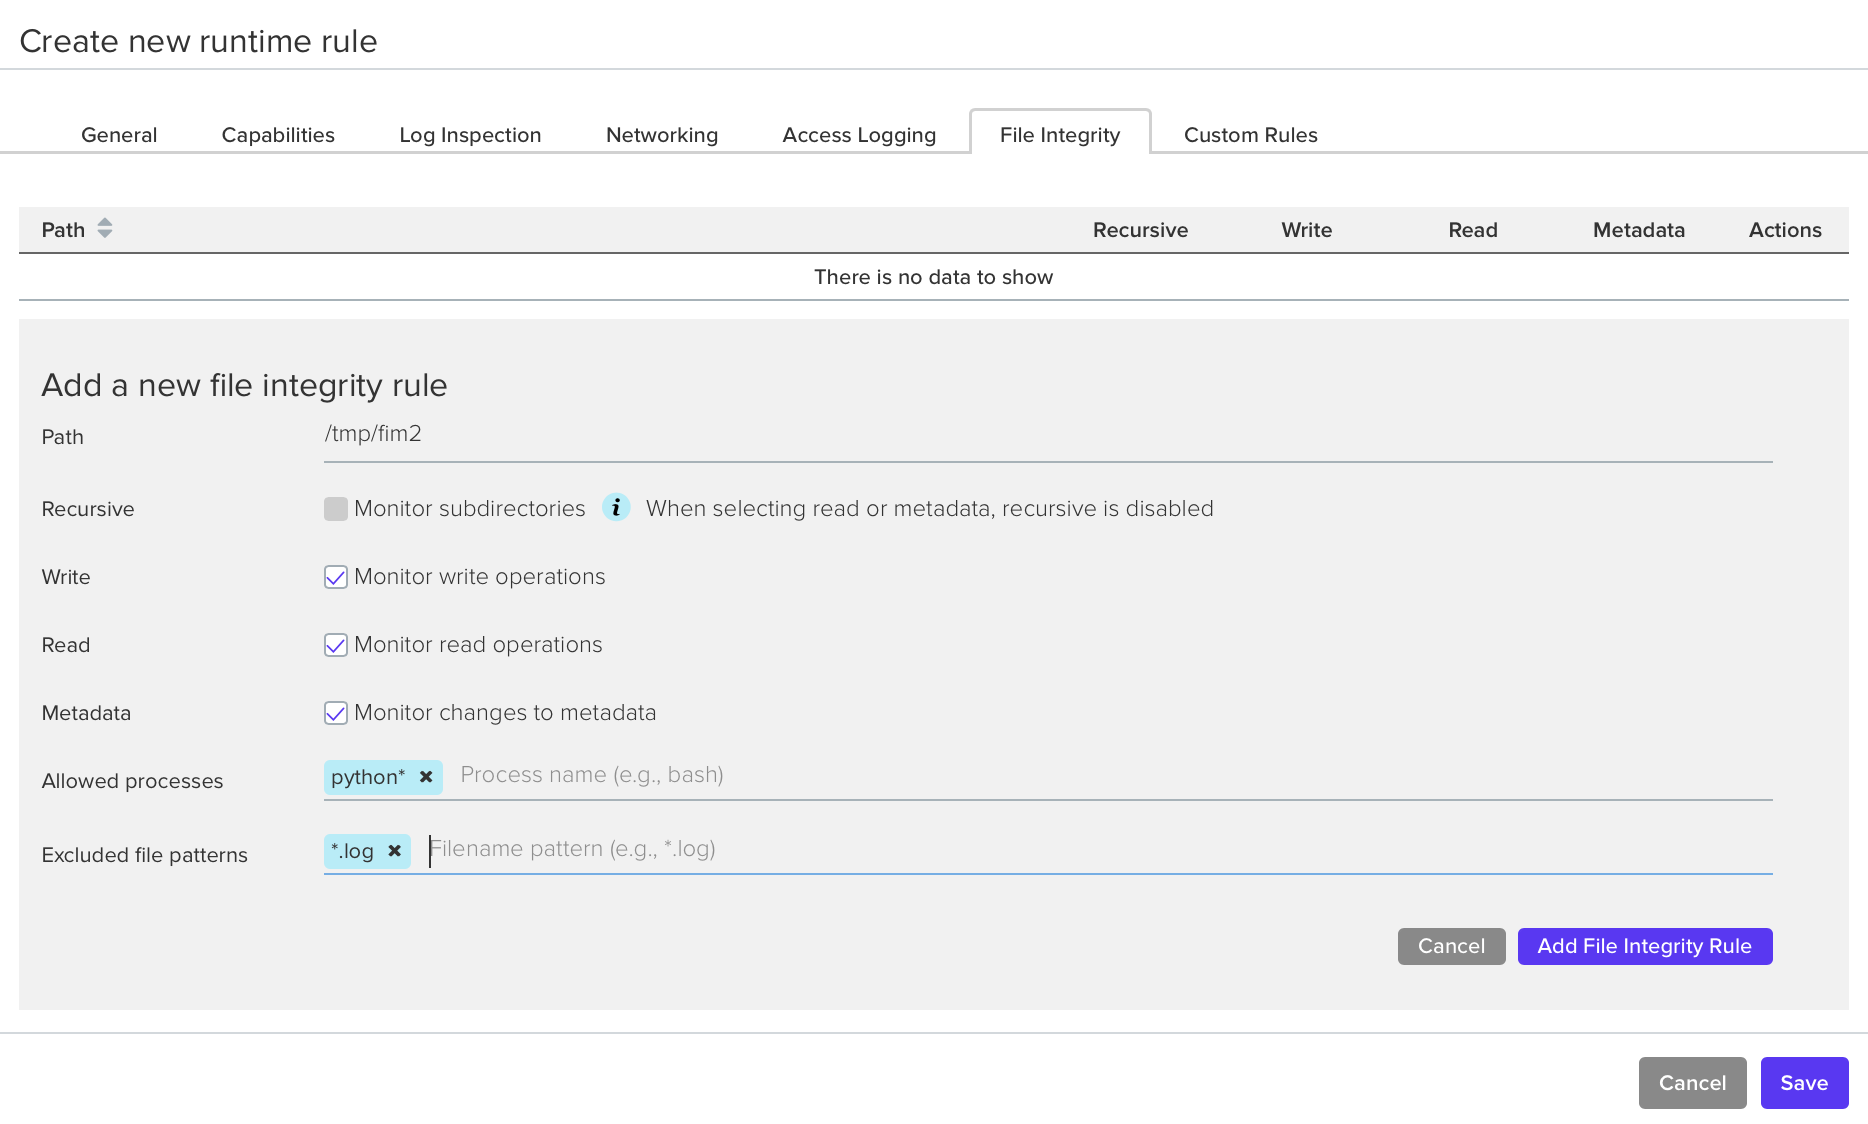 Create new runtime rule
General Capabilities Log Inspection Networking Access Logging File Integrity Custom Rules
Path Recursive Write Read Metadata Actions
There is no data to show
Add a new file integrity rule
Path /tmp/fim2
Recursive Monitor subdirectories i When selecting read or metadata, recursive is disabled
Write Monitor write operations
Read Monitor read operations
Metadata Monitor changes to metadata
Allowed processes python* ✖ Process name (e.g., bash)
Excluded file patterns *.log ✖ Filename pattern (e.g., *.log)
Cancel Add File Integrity Rule
Cancel Save